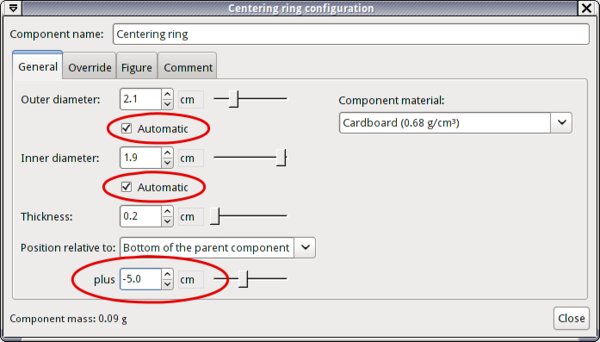 Centering ring configuration
Component name: Centering ring
General Override Figure Comment
Outer diameter: 2.1 cm
Component material:
Automatic
Cardboard (0.68 g/cm³)
Inner diameter: 1.9 cm
Automatic
Thickness: 0.2 cm
Position relative to: Bottom of the parent component
plus -5.0 cm
Component mass: 0.09 g
Close